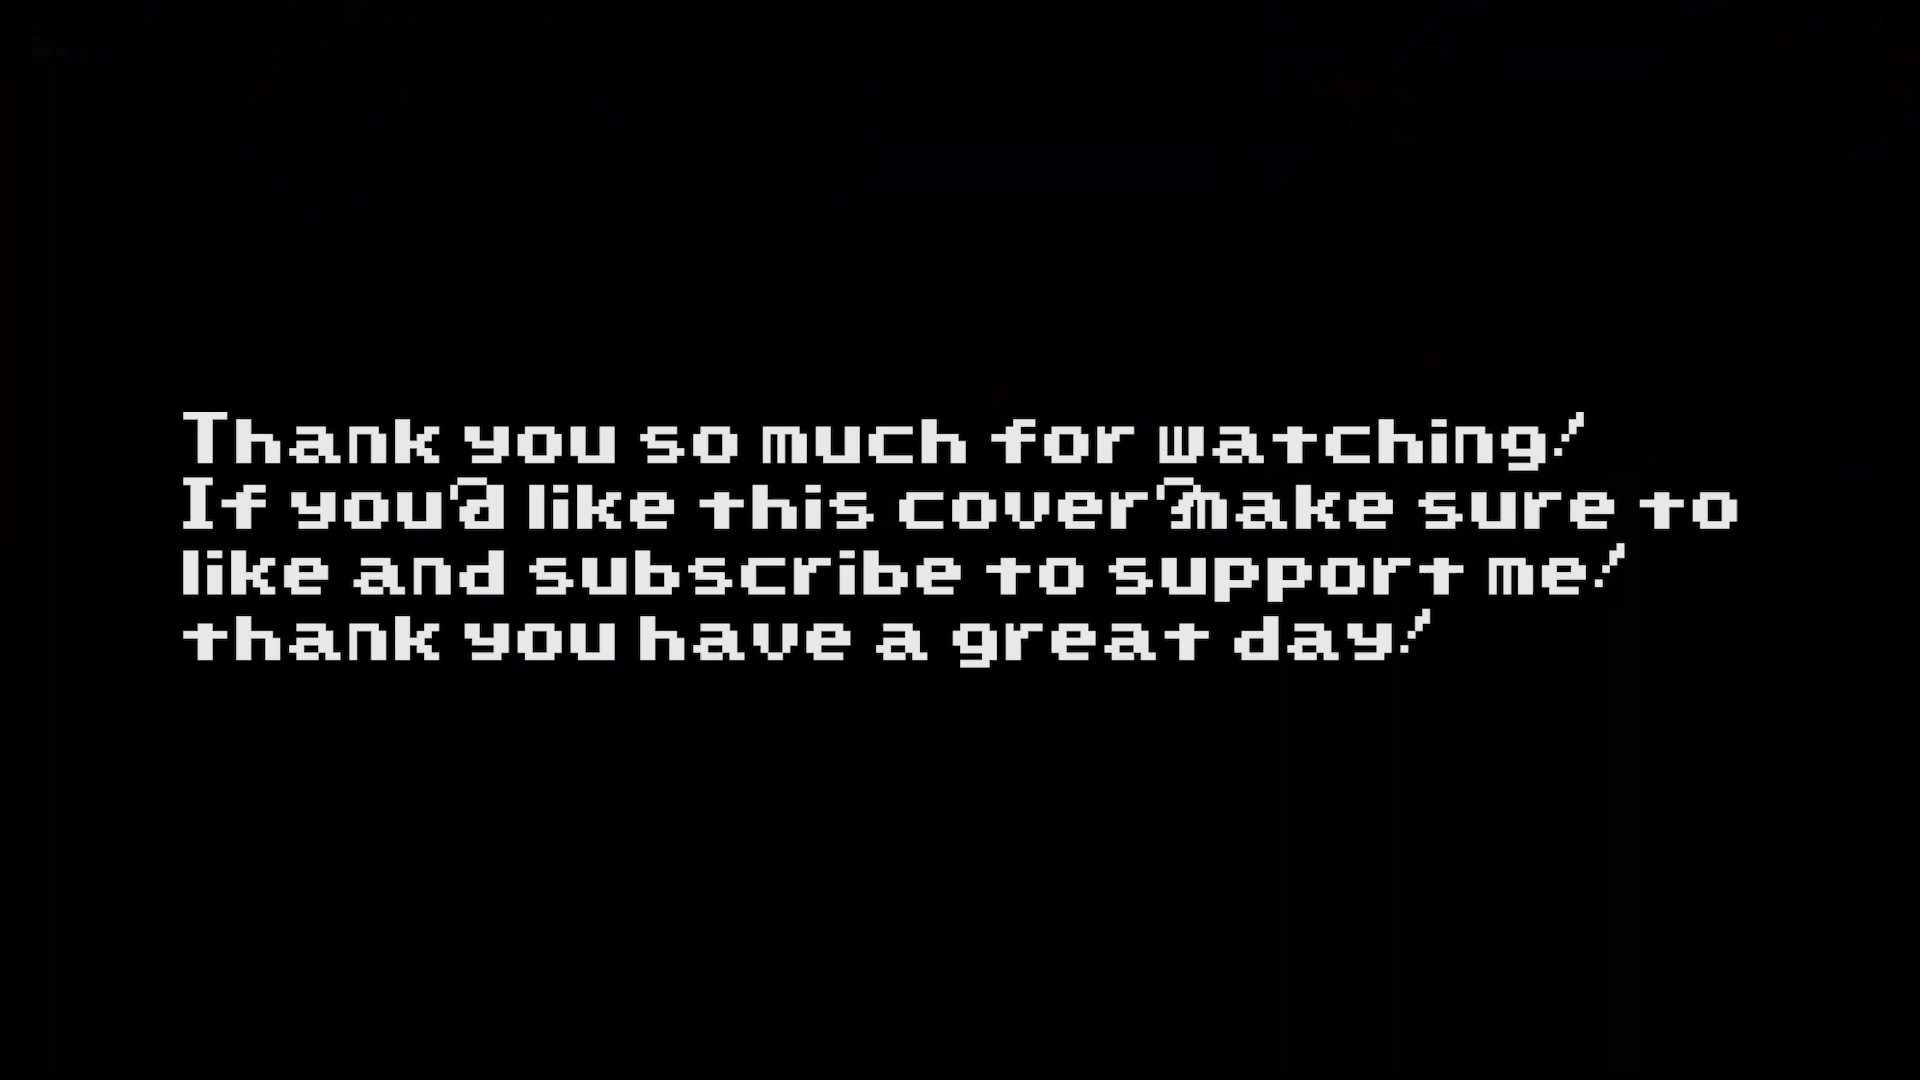 Thank you so much for watching!
If you'd like this cover make sure to
like and subscribe to support me!
thank you have a great day!